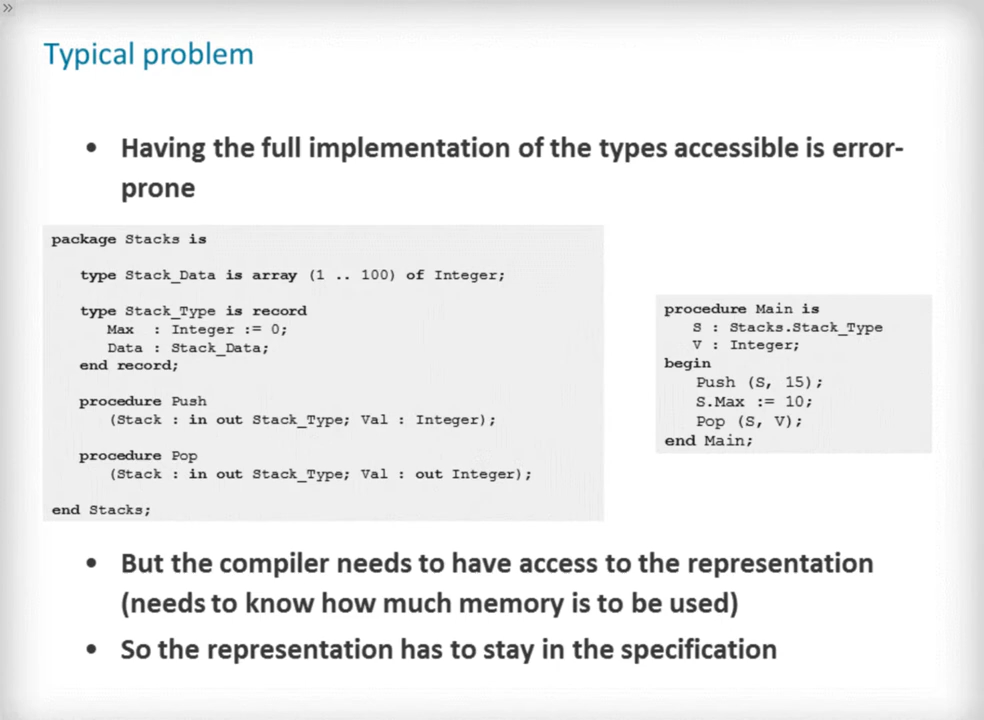 »
Typical problem
• Having the full implementation of the types accessible is error-
prone
package Stacks is
type Stack_Data is array (1 .. 100) of Integer;
type Stack_Type is record
Max : Integer := 0;
Data : Stack_Data;
end record;
procedure Push
(Stack : in out Stack_Type; Val : Integer);
procedure Pop
(Stack : in out Stack_Type; Val : out Integer);
end Stacks;
procedure Main is
S : Stacks.Stack_Type
V : Integer;
begin
Push (S, 15);
S.Max := 10;
Pop (S, V);
end Main;
• But the compiler needs to have access to the representation
(needs to know how much memory is to be used)
• So the representation has to stay in the specification